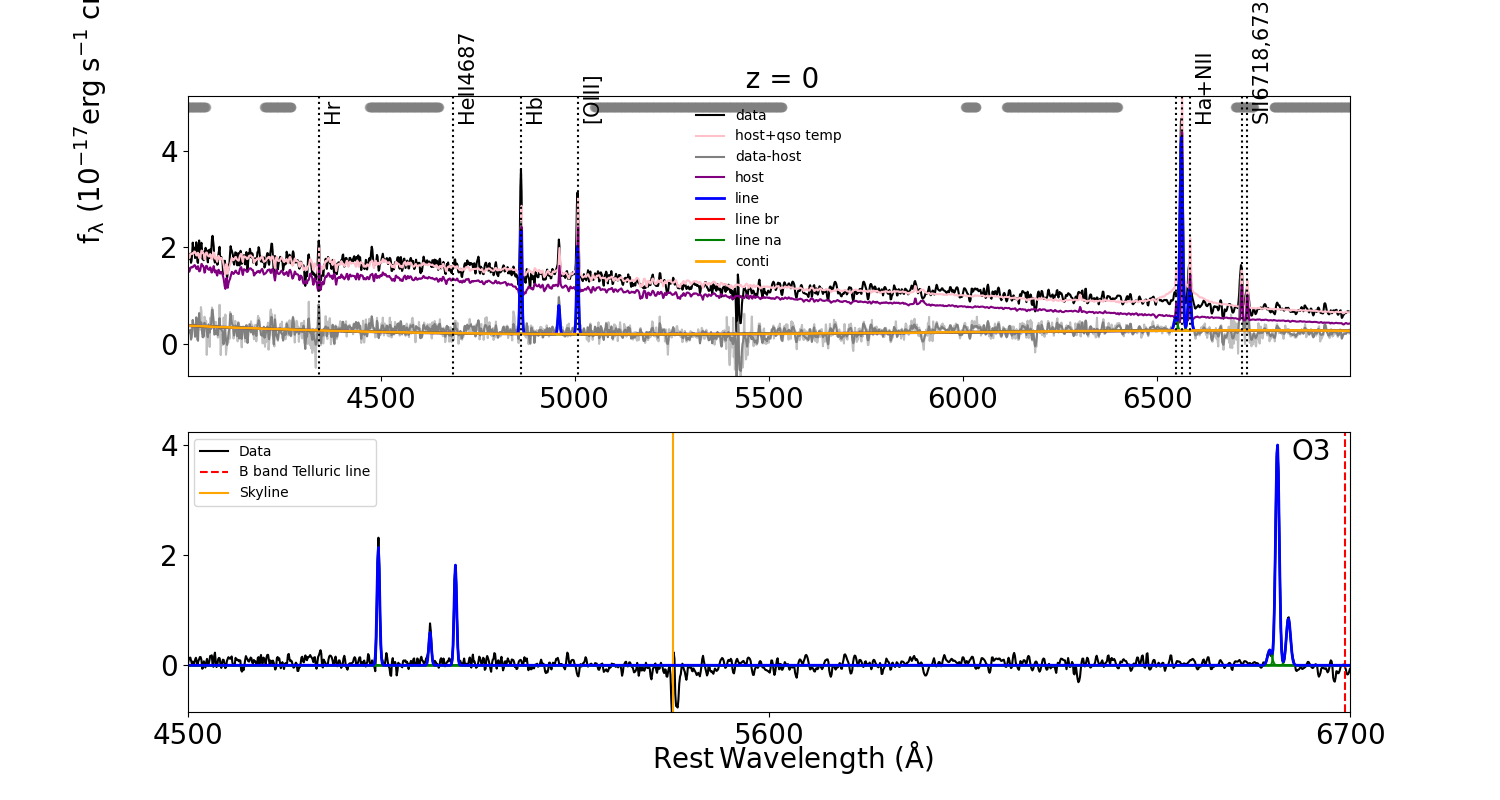 z = 0
f_λ (10^−17 erg s^−1 c
Hr
HeII4687
Hb
[OIII]
Ha+NII
SII6718,673
data
host+qso temp
data-host
host
line
line br
line na
conti
4
2
0
4500
5000
5500
6000
6500
Data
B band Telluric line
Skyline
O3
4
2
0
4500
5600
6700
Rest Wavelength (Å)